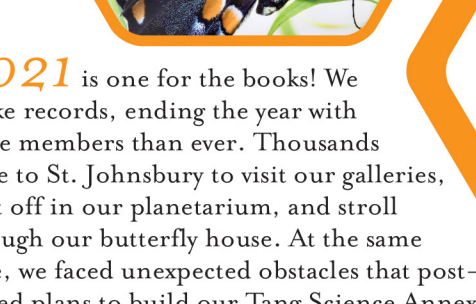 021 is one for the books! We
ke records, ending the year with
e members than ever. Thousands
e to St. Johnsbury to visit our galleries,
t off in our planetarium, and stroll
ugh our butterfly house. At the same
e, we faced unexpected obstacles that post-
ed plans to build our Tang Science Annex